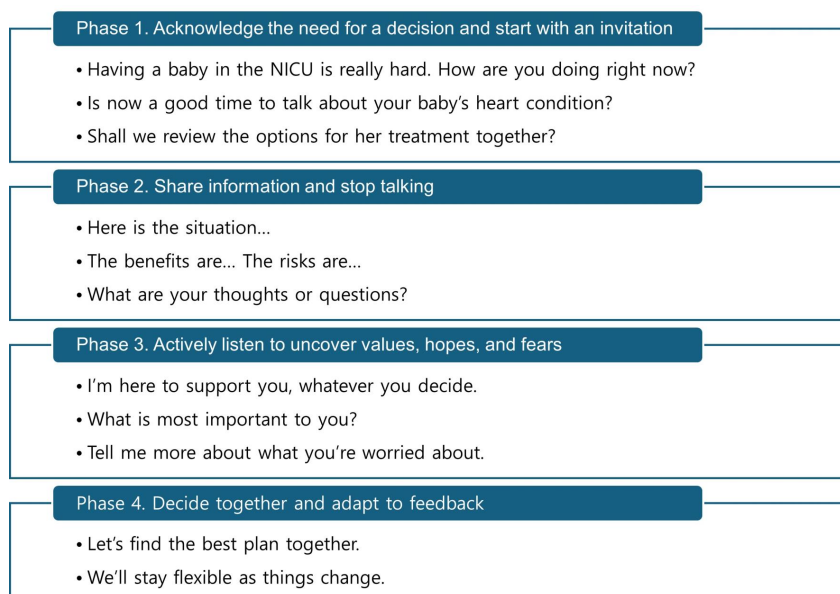 Phase 1. Acknowledge the need for a decision and start with an invitation
• Having a baby in the NICU is really hard. How are you doing right now?
• Is now a good time to talk about your baby’s heart condition?
• Shall we review the options for her treatment together?
Phase 2. Share information and stop talking
• Here is the situation…
• The benefits are… The risks are…
• What are your thoughts or questions?
Phase 3. Actively listen to uncover values, hopes, and fears
• I’m here to support you, whatever you decide.
• What is most important to you?
• Tell me more about what you’re worried about.
Phase 4. Decide together and adapt to feedback
• Let’s find the best plan together.
• We’ll stay flexible as things change.